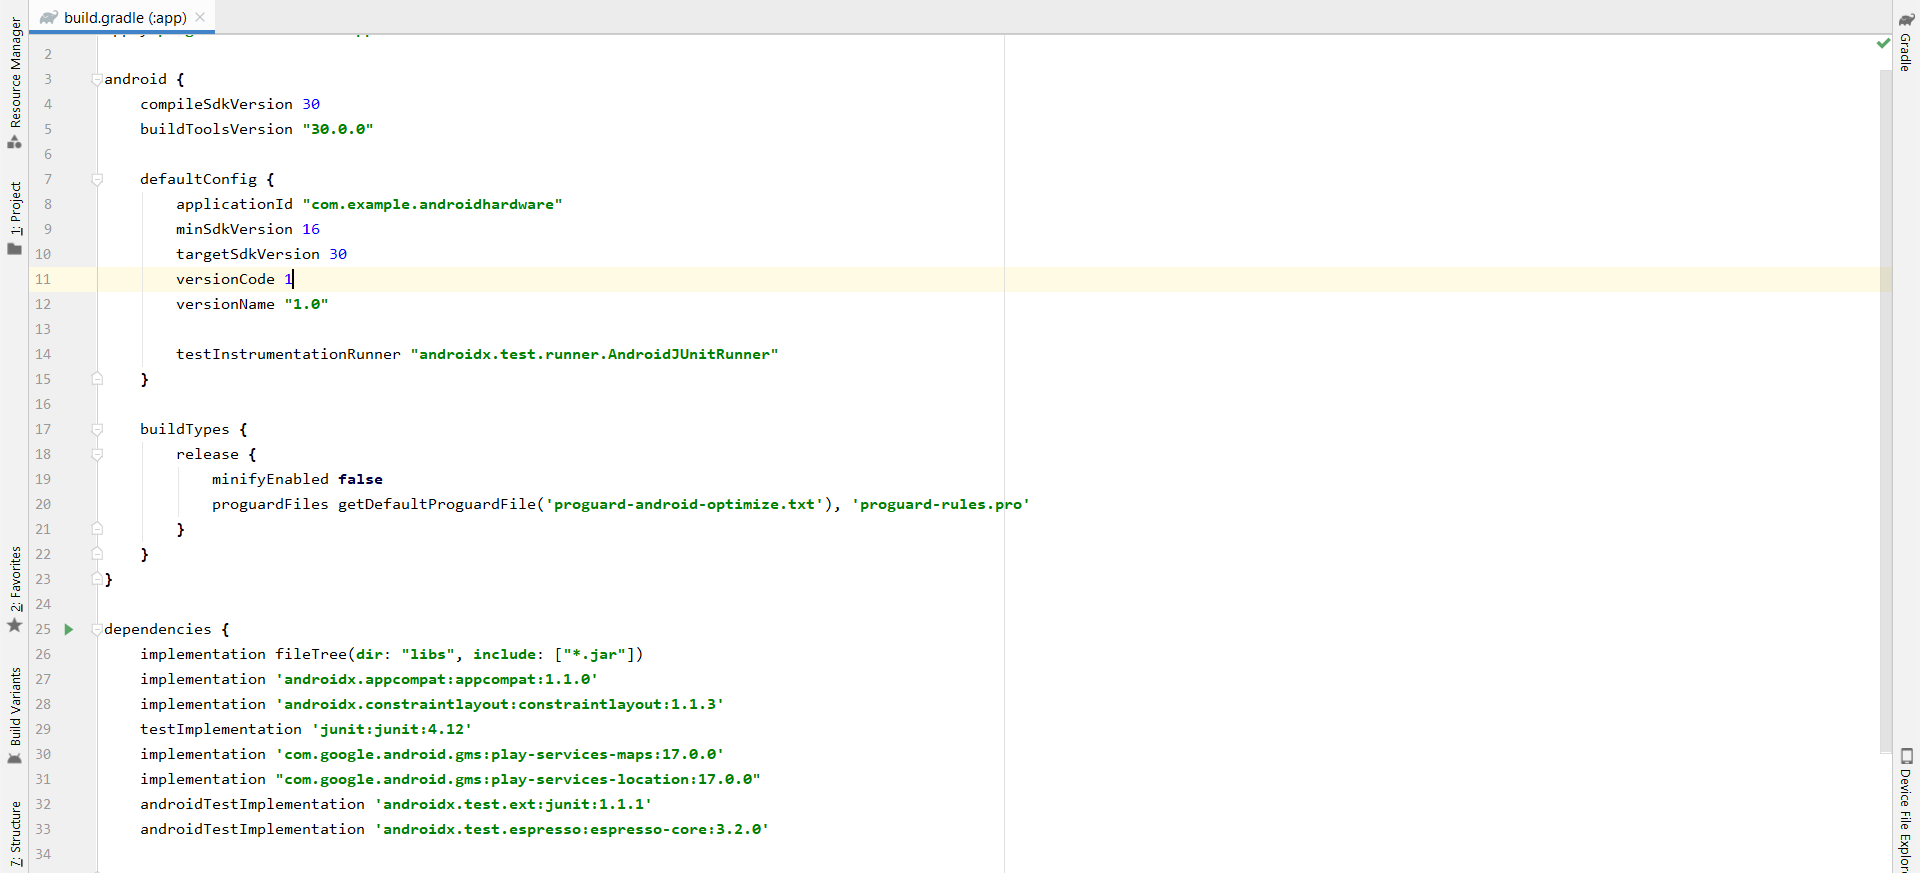 build.gradle (:app)
2
3 android {
4 compileSdkVersion 30
5 buildToolsVersion "30.0.0"
6
7 defaultConfig {
8 applicationId "com.example.androidhardware"
9 minSdkVersion 16
10 targetSdkVersion 30
11 versionCode 1
12 versionName "1.0"
13
14 testInstrumentationRunner "androidx.test.runner.AndroidJUnitRunner"
15 }
16
17 buildTypes {
18 release {
19 minifyEnabled false
20 proguardFiles getDefaultProguardFile('proguard-android-optimize.txt'), 'proguard-rules.pro'
21 }
22 }
23 }
24
25 dependencies {
26 implementation fileTree(dir: "libs", include: ["*.jar"])
27 implementation 'androidx.appcompat:appcompat:1.1.0'
28 implementation 'androidx.constraintlayout:constraintlayout:1.1.3'
29 testImplementation 'junit:junit:4.12'
30 implementation 'com.google.android.gms:play-services-maps:17.0.0'
31 implementation "com.google.android.gms:play-services-location:17.0.0"
32 androidTestImplementation 'androidx.test.ext:junit:1.1.1'
33 androidTestImplementation 'androidx.test.espresso:espresso-core:3.2.0'
34
Resource Manager
1: Project
2: Favorites
Build Variants
7: Structure
Gradle
Device File Explor